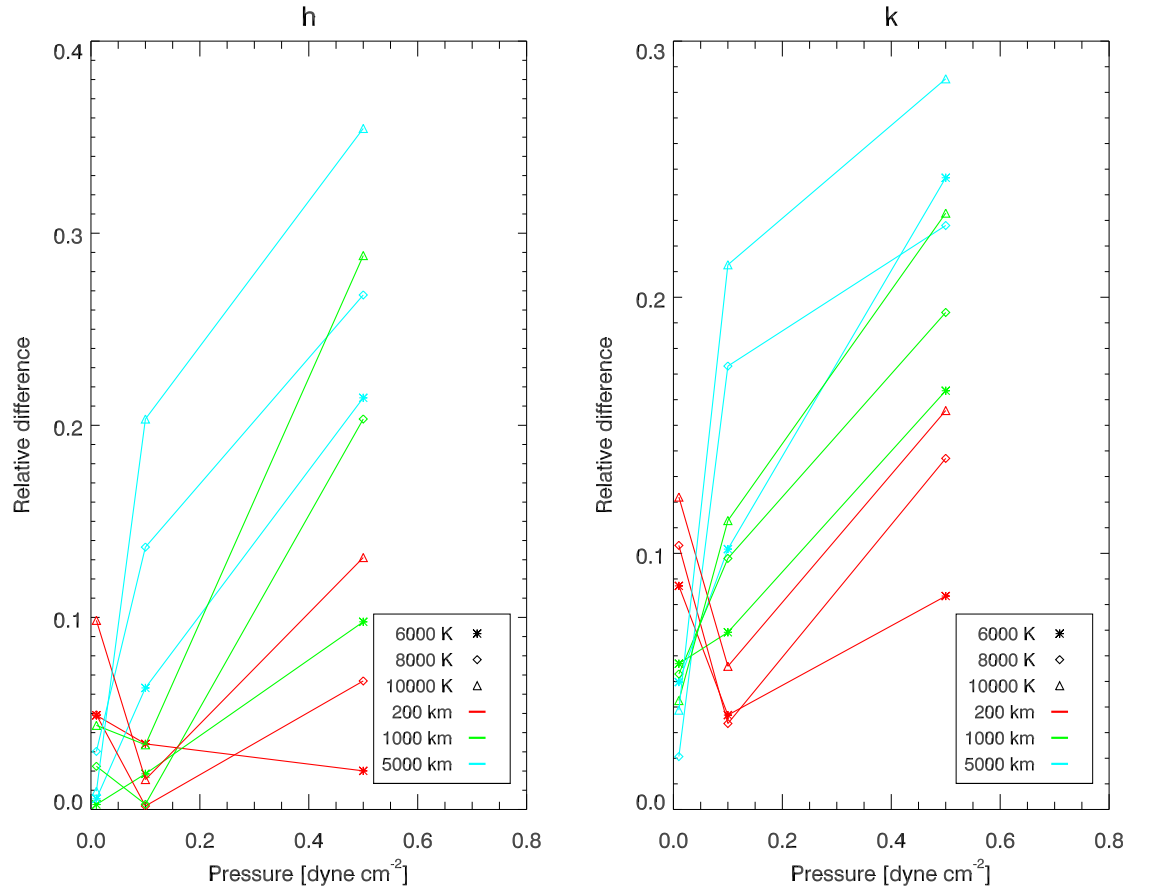 h
0.4
0.3
0.2
0.1
0.0
0.0 0.2 0.4 0.6 0.8
Relative difference
Pressure [dyne cm-2]
6000 K
8000 K
10000 K
200 km
1000 km
5000 km
k
0.3
0.2
0.1
0.0
0.0 0.2 0.4 0.6 0.8
Relative difference
Pressure [dyne cm-2]
6000 K
8000 K
10000 K
200 km
1000 km
5000 km